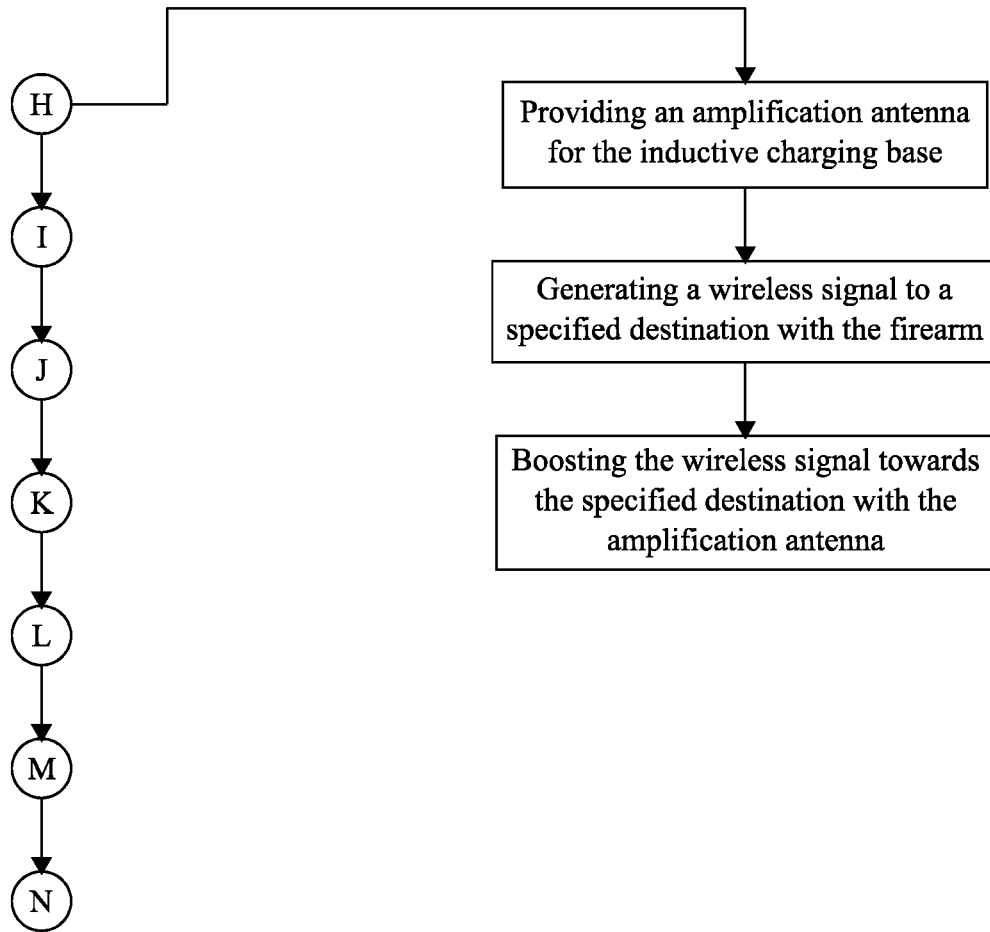 H
I
J
K
L
M
N
Providing an amplification antenna
for the inductive charging base
Generating a wireless signal to a
specified destination with the firearm
Boosting the wireless signal towards
the specified destination with the
amplification antenna